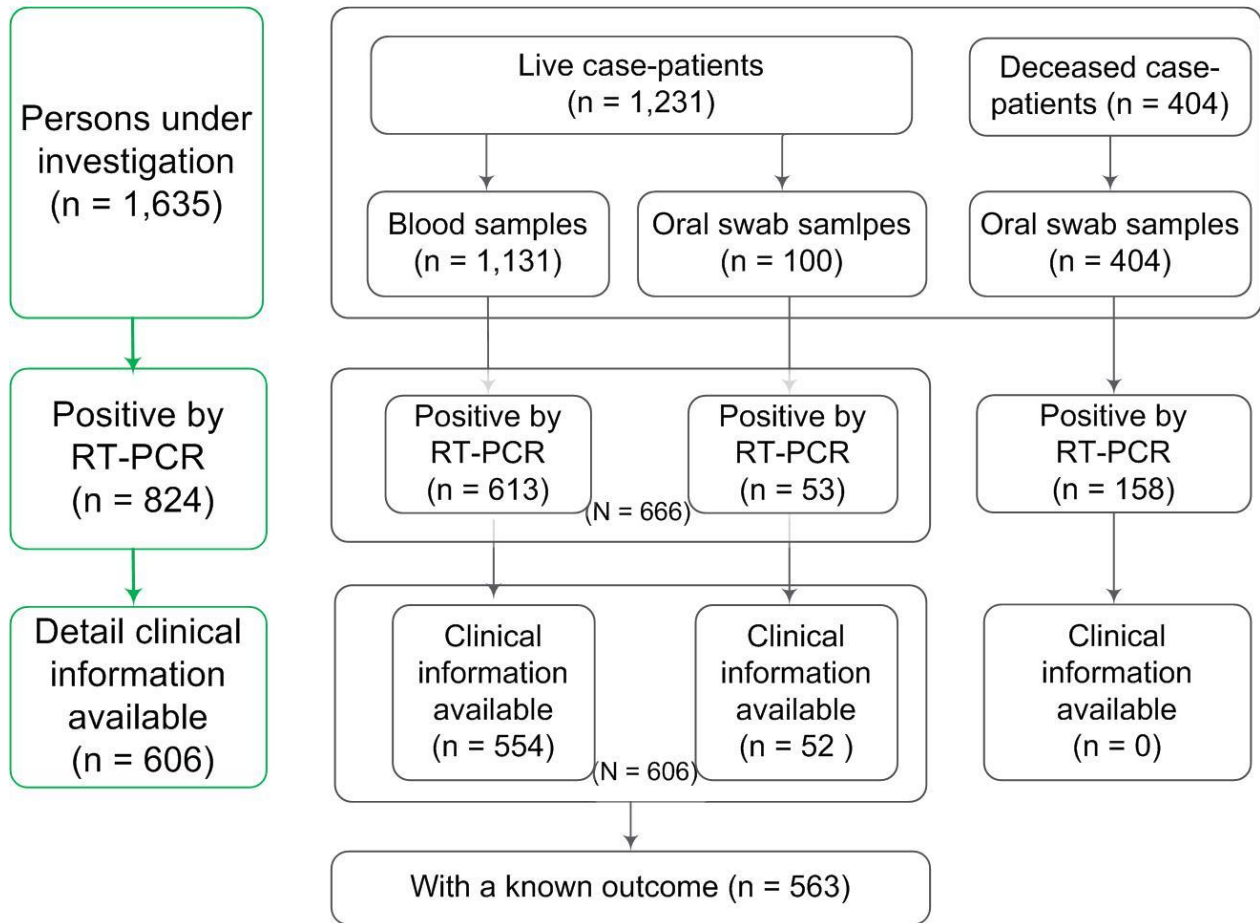 Persons under
investigation
(n = 1,635)
Positive by
RT-PCR
(n = 824)
Detail clinical
information
available
(n = 606)
Live case-patients
(n = 1,231)
Deceased case-
patients (n = 404)
Blood samples
(n = 1,131)
Oral swab samlpes
(n = 100)
Oral swab samples
(n = 404)
Positive by
RT-PCR
(n = 613)
Positive by
RT-PCR
(n = 53)
(N = 666)
Positive by
RT-PCR
(n = 158)
Clinical
information
available
(n = 554)
Clinical
information
available
(n = 52 )
(N = 606)
Clinical
information
available
(n = 0)
With a known outcome (n = 563)